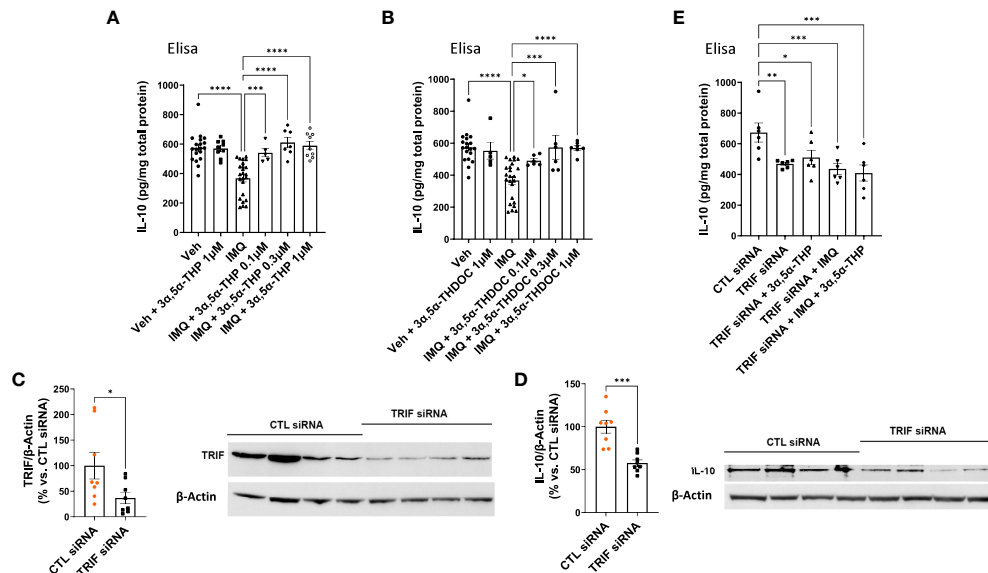 A
Elisa
****
****
****
***
IL-10 (pg/mg total protein)
1000
800
600
400
200
0
Veh
Veh + 3α,5α-THP 1μM
IMQ
IMQ + 3α,5α-THP 0.1μM
IMQ + 3α,5α-THP 0.3μM
IMQ + 3α,5α-THP 1μM
B
Elisa
****
***
****
*
IL-10 (pg/mg total protein)
1000
800
600
400
200
0
Veh
Veh + 3α,5α-THDOC 1μM
IMQ
IMQ + 3α,5α-THDOC 0.1μM
IMQ + 3α,5α-THDOC 0.3μM
IMQ + 3α,5α-THDOC 1μM
E
Elisa
***
***
*
**
IL-10 (pg/mg total protein)
1000
800
600
400
200
0
CTL siRNA
TRIF siRNA
TRIF siRNA + 3α,5α-THP
TRIF siRNA + IMQ
TRIF siRNA + IMQ + 3α,5α-THP
C
*
TRIF/β-Actin
(% vs. CTL siRNA)
250
200
150
100
50
0
CTL siRNA
TRIF siRNA
CTL siRNA
TRIF siRNA
TRIF
β-Actin
D
***
IL-10/β-Actin
(% vs. CTL siRNA)
150
100
50
0
CTL siRNA
TRIF siRNA
CTL siRNA
TRIF siRNA
IL-10
β-Actin